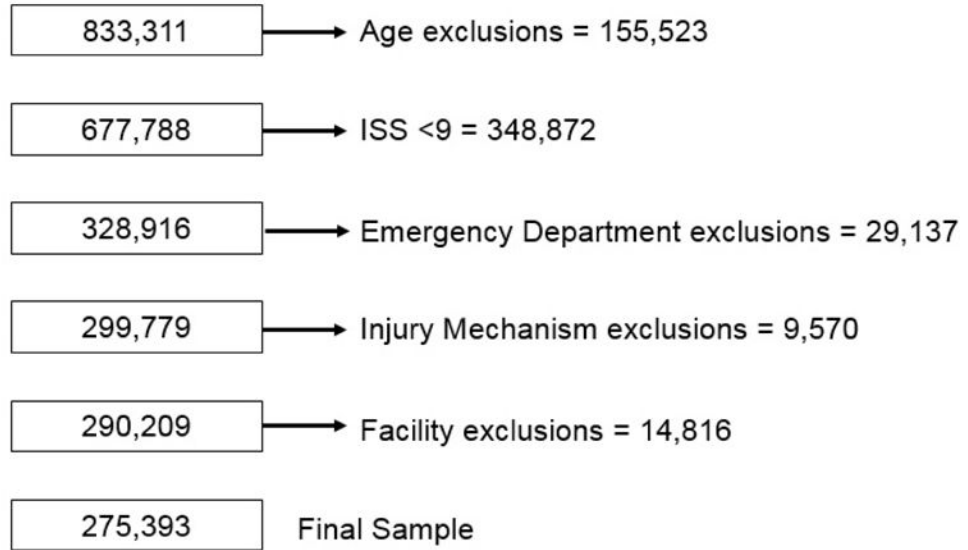 833,311 Age exclusions = 155,523
677,788 ISS <9 = 348,872
328,916 Emergency Department exclusions = 29,137
299,779 Injury Mechanism exclusions = 9,570
290,209 Facility exclusions = 14,816
275,393 Final Sample